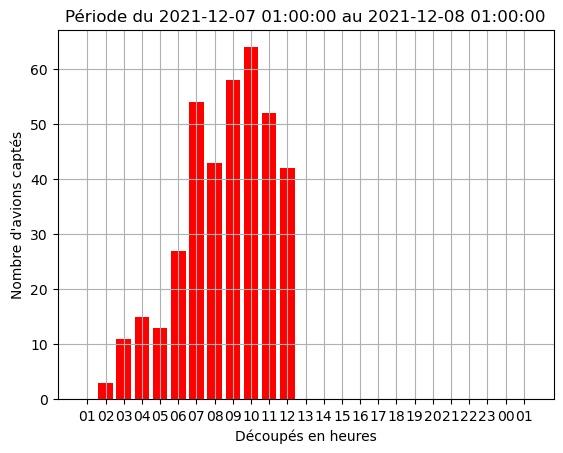 Période du 2021-12-07 01:00:00 au 2021-12-08 01:00:00
Nombre d'avions captés
60
50
40
30
20
10
0
01 02 03 04 05 06 07 08 09 10 11 12 13 14 15 16 17 18 19 20 21 22 23 00 01
Découpés en heures